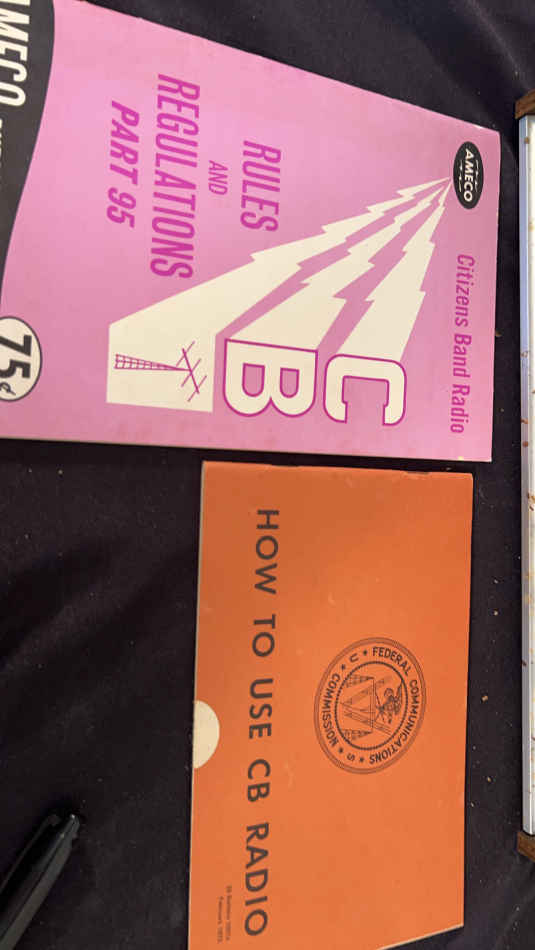 AMECO
Citizens Band Radio
CB
RULES
AND
REGULATIONS
PART 95
75¢
AMECO
U * FEDERAL COMMUNICATIONS * S * COMMISSION *
HOW TO USE CB RADIO